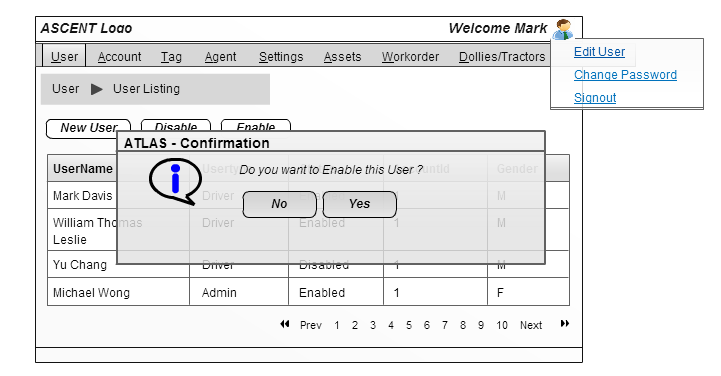 ASCENT Logo
Welcome Mark
User Account Tag Agent Settings Assets Workorder Dollies/Tractors
Edit User
Change Password
Signout
User User Listing
New User Disable Enable
ATLAS - Confirmation
Do you want to Enable this User ?
No Yes
UserName Gender
Mark Davis Driver M
William Thomas Leslie Driver Enabled 1 M
Yu Chang Driver Disabled 1 M
Michael Wong Admin Enabled 1 F
Prev 1 2 3 4 5 6 7 8 9 10 Next